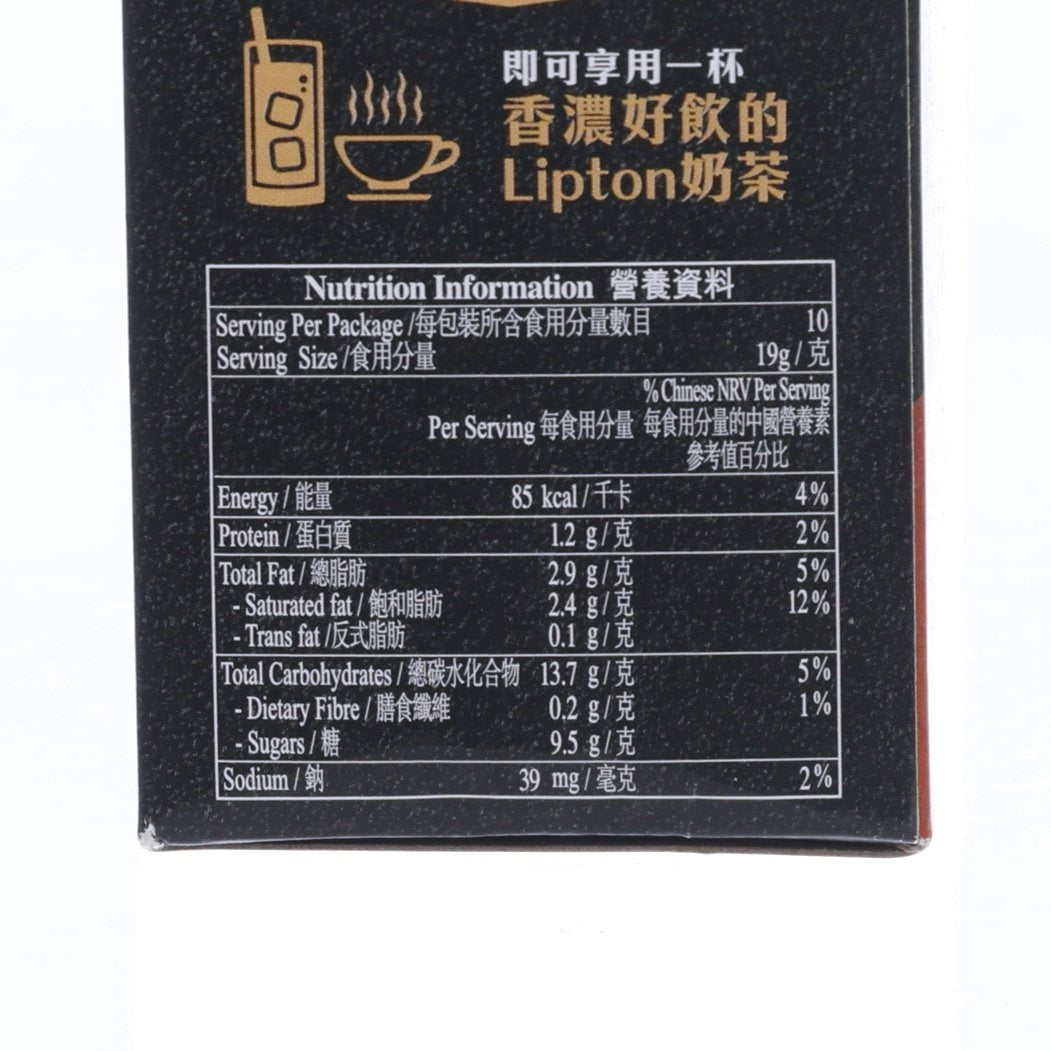 即可享用一杯
香濃好飲的
Lipton奶茶
Nutrition Information 營養資料
Serving Per Package /每包裝所含食用分量數目 10
Serving Size /食用分量 19g / 克
% Chinese NRV Per Serving
Per Serving 每食用分量 每食用分量的中國營養素
參考值百分比
Energy / 能量 85 kcal / 千卡 4%
Protein / 蛋白質 1.2 g / 克 2%
Total Fat / 總脂肪 2.9 g / 克 5%
- Saturated fat / 飽和脂肪 2.4 g / 克 12%
- Trans fat /反式脂肪 0.1 g / 克
Total Carbohydrates / 總碳水化合物 13.7 g / 克 5%
- Dietary Fibre / 膳食纖維 0.2 g / 克 1%
- Sugars / 糖 9.5 g / 克
Sodium / 鈉 39 mg / 毫克 2%